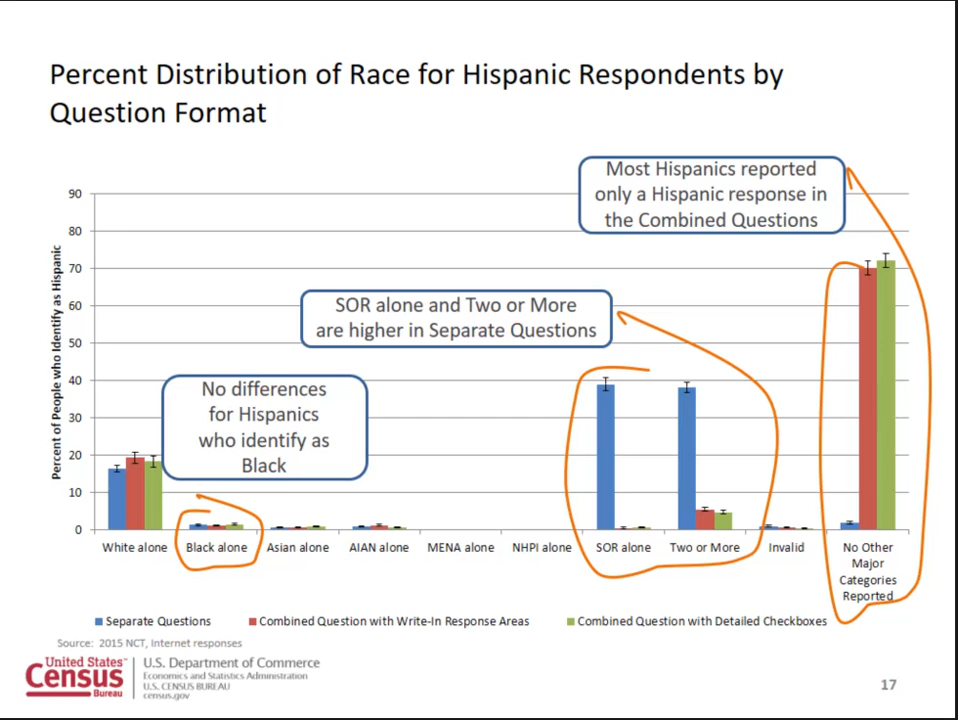 Percent Distribution of Race for Hispanic Respondents by
Question Format
Most Hispanics reported
only a Hispanic response in
the Combined Questions
SOR alone and Two or More
are higher in Separate Questions
No differences
for Hispanics
who identify as
Black
Percent of People who Identify as Hispanic
90
80
70
60
50
40
30
20
10
0
White alone
Black alone
Asian alone
AIAN alone
MENA alone
NHPI alone
SOR alone
Two or More
Invalid
No Other
Major
Categories
Reported
Separate Questions
Combined Question with Write-In Response Areas
Combined Question with Detailed Checkboxes
Source: 2015 NCT, Internet responses
United States™
Census
Bureau
U.S. Department of Commerce
Economics and Statistics Administration
U.S. CENSUS BUREAU
census.gov
17